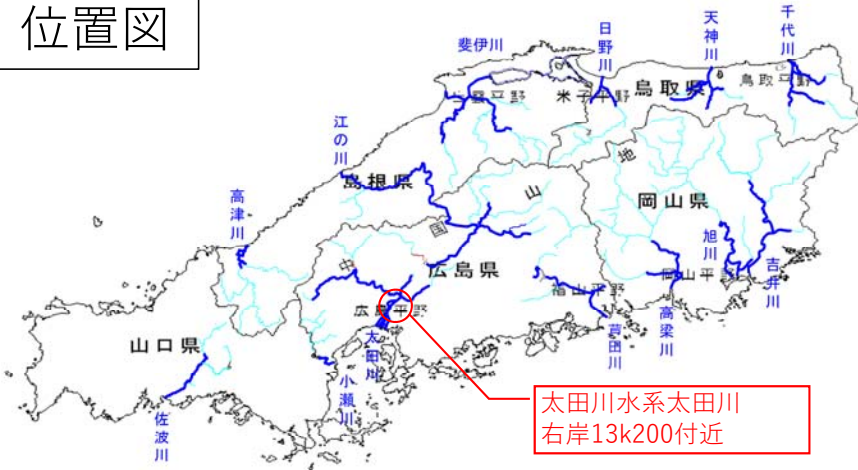 位置図
斐伊川
日野川
天神川
千代川
出雲平野
米子平野
鳥取県
鳥取平野
江の川
島根県
高津川
中国山地
岡山県
旭川
岡山平野
吉井川
高梁川
広島県
福山平野
芦田川
広島平野
太田川
小瀬川
山口県
佐波川
太田川水系太田川
右岸13k200付近